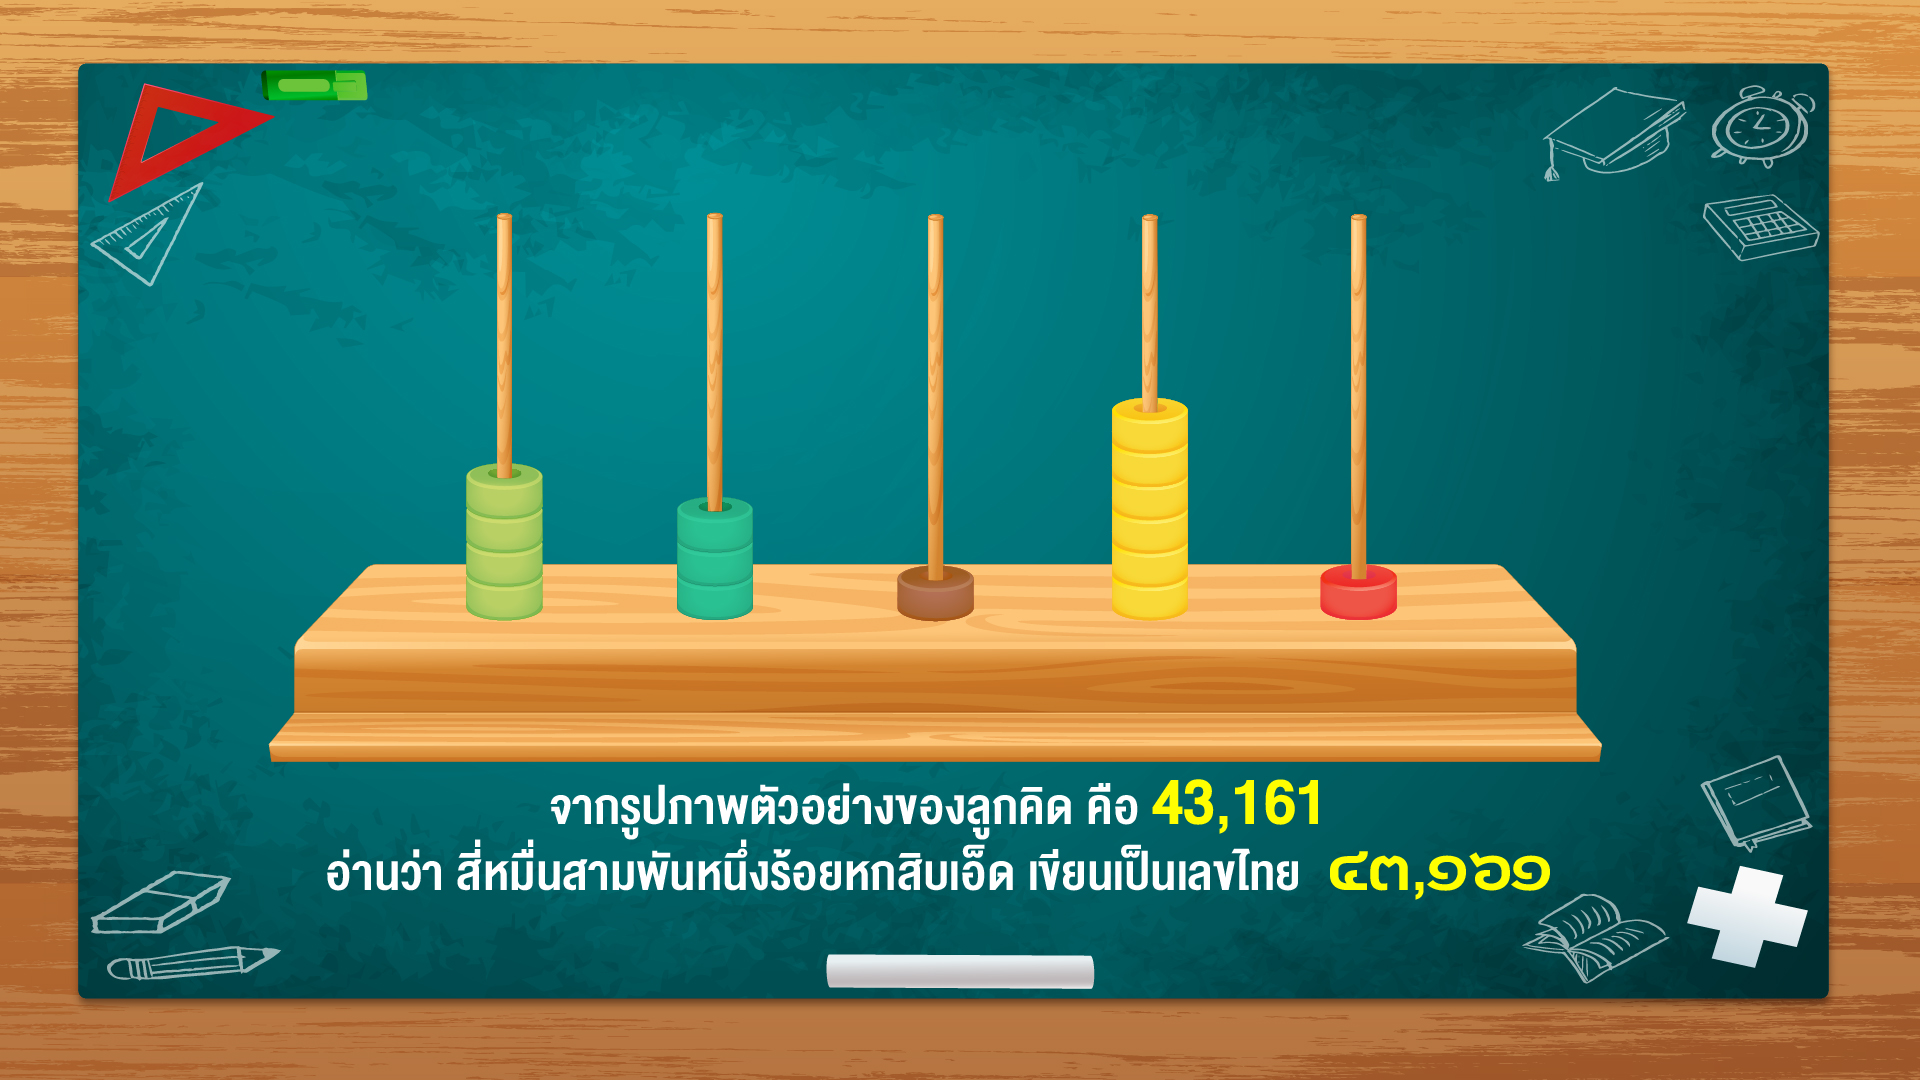 จากรูปภาพตัวอย่างของลูกคิด คือ 43,161
อ่านว่า สี่หมื่นสามพันหนึ่งร้อยหกสิบเอ็ด เขียนเป็นเลขไทย ๔๓,๑๖๑